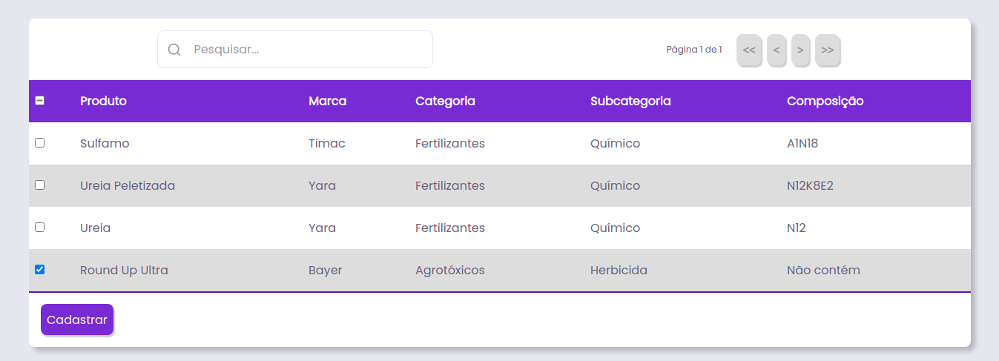 Pesquisar... Página 1 de 1 << < > >>
Produto Marca Categoria Subcategoria Composição
Sulfamo Timac Fertilizantes Químico A1N18
Ureia Peletizada Yara Fertilizantes Químico N12K8E2
Ureia Yara Fertilizantes Químico N12
Round Up Ultra Bayer Agrotóxicos Herbicida Não contém
Cadastrar